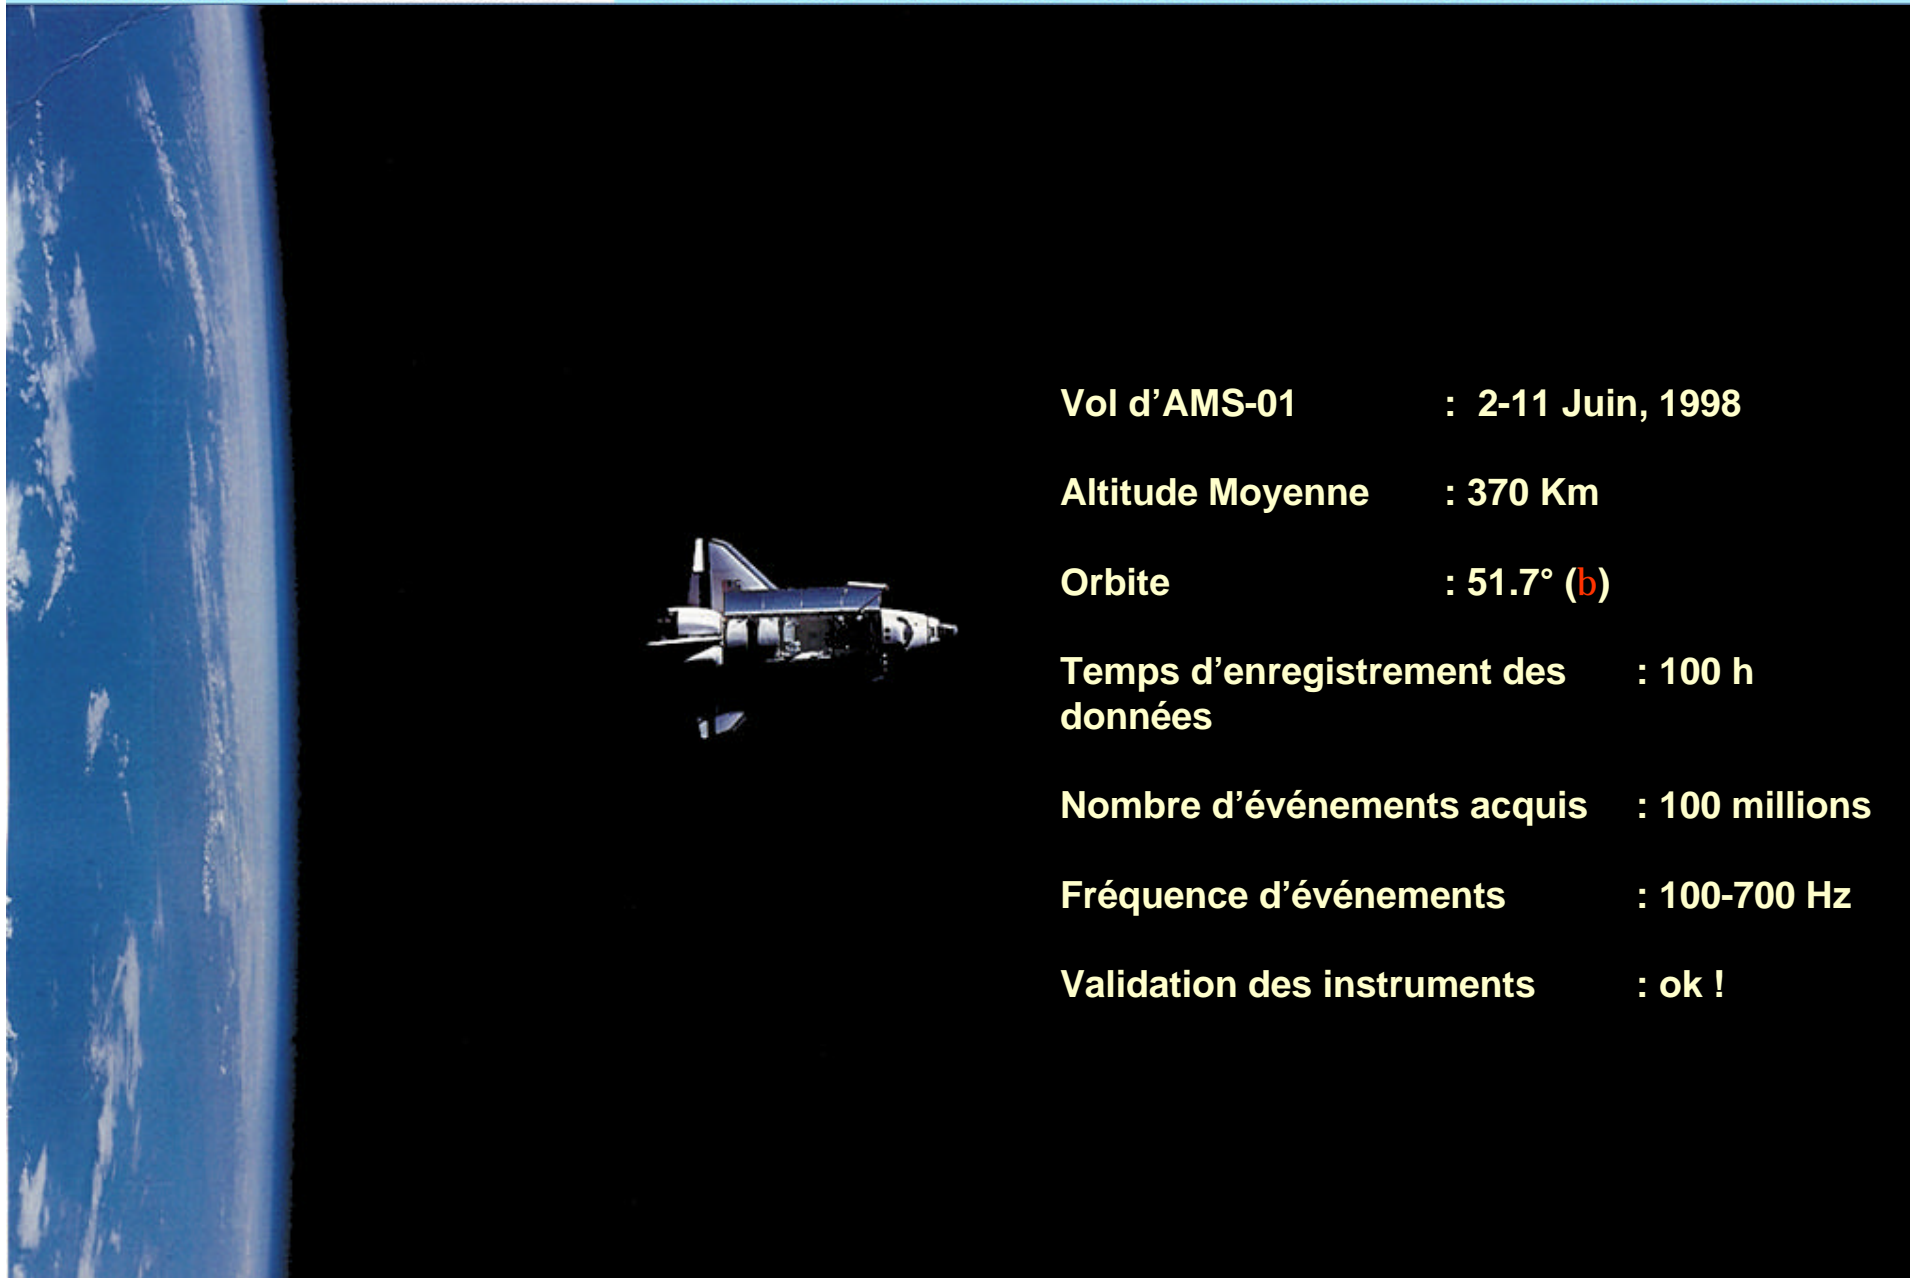 Vol d’AMS-01 : 2-11 Juin, 1998
Altitude Moyenne : 370 Km
Orbite : 51.7° (b)
Temps d’enregistrement des : 100 h
données
Nombre d’événements acquis : 100 millions
Fréquence d’événements : 100-700 Hz
Validation des instruments : ok !